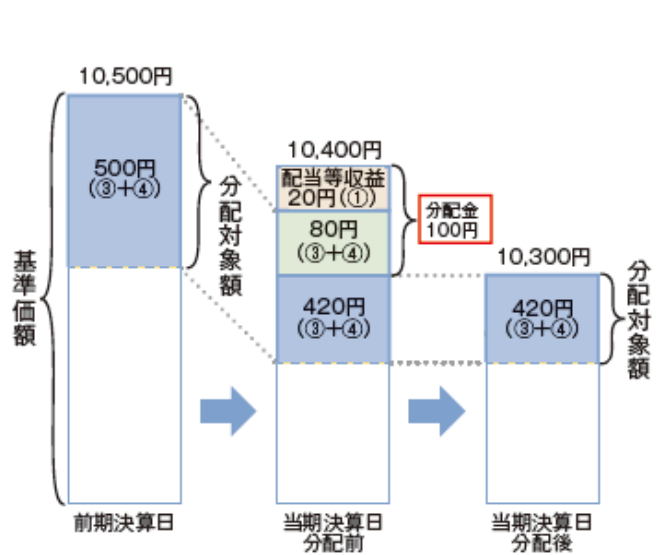 10,500円
500円
(③+④)
分配対象額
基準価額
前期決算日
10,400円
配当等収益
20円(①)
80円
(③+④)
420円
(③+④)
分配金
100円
当期決算日
分配前
10,300円
420円
(③+④)
分配対象額
当期決算日
分配後